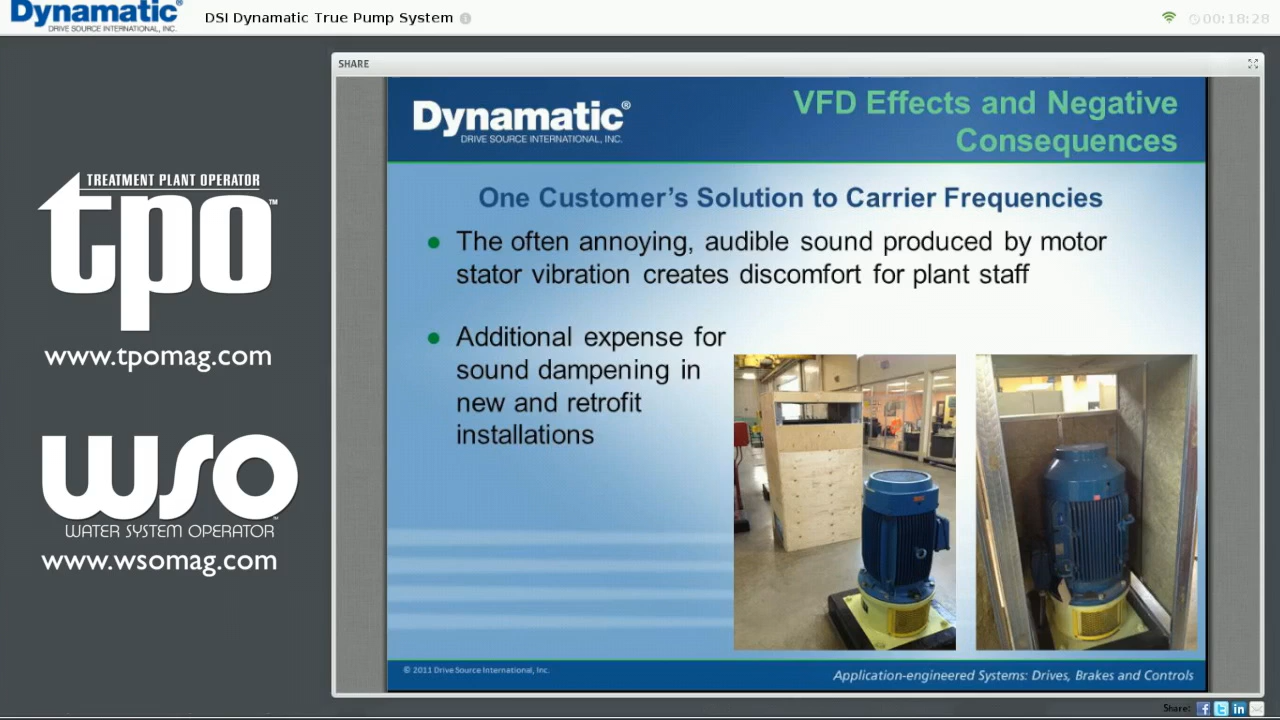 Dynamatic®
DRIVE SOURCE INTERNATIONAL, INC.
DSI Dynamatic True Pump System
00:18:28
SHARE
TREATMENT PLANT OPERATOR
tpo™
www.tpomag.com
wso™
WATER SYSTEM OPERATOR
www.wsomag.com
Dynamatic®
DRIVE SOURCE INTERNATIONAL, INC.
VFD Effects and Negative
Consequences
One Customer's Solution to Carrier Frequencies
The often annoying, audible sound produced by motor
stator vibration creates discomfort for plant staff
Additional expense for
sound dampening in
new and retrofit
installations
© 2011 Drive Source International, Inc.
Application-engineered Systems: Drives, Brakes and Controls
Share: